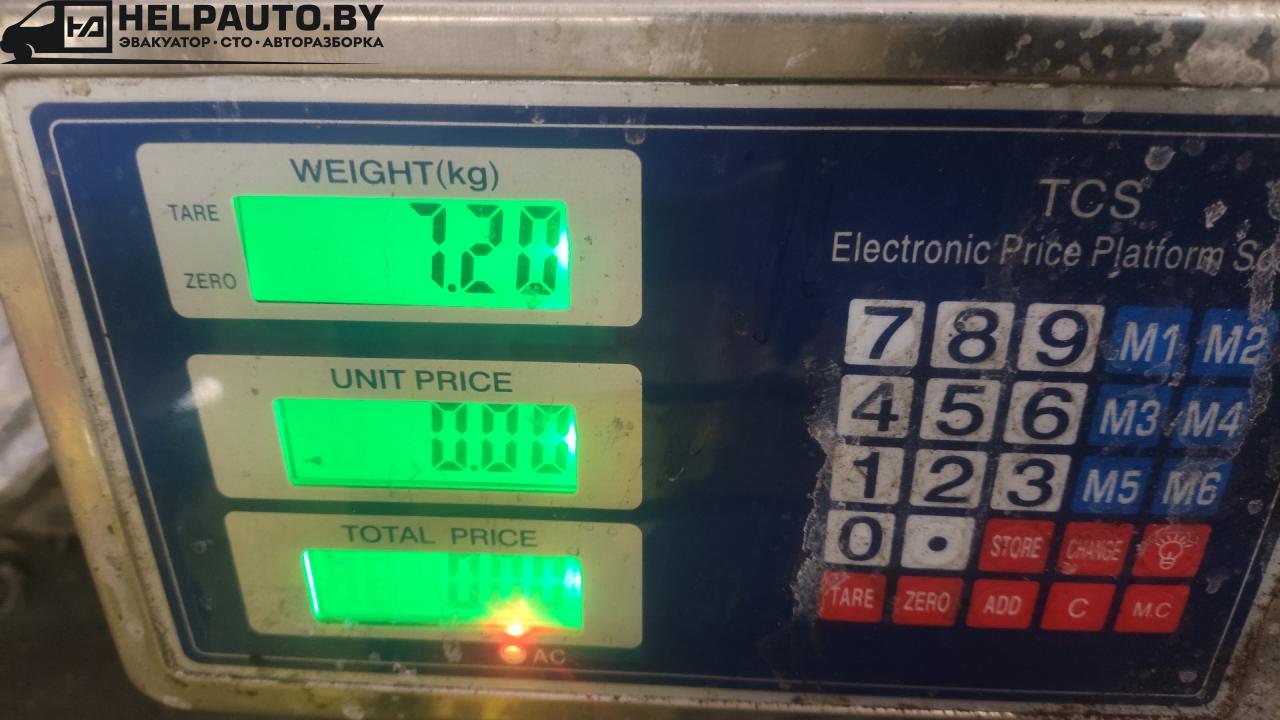 HELPAUTO.BY
ЭВАКУАТОР · СТО · АВТОРАЗБОРКА
WEIGHT(kg)
TARE
7.20
ZERO
UNIT PRICE
0.00
TOTAL PRICE
AC
TCS
Electronic Price Platform
7 8 9 M1 M2
4 5 6 M3 M4
1 2 3 M5 M6
0 . STORE CHANGE
TARE ZERO ADD C M.C